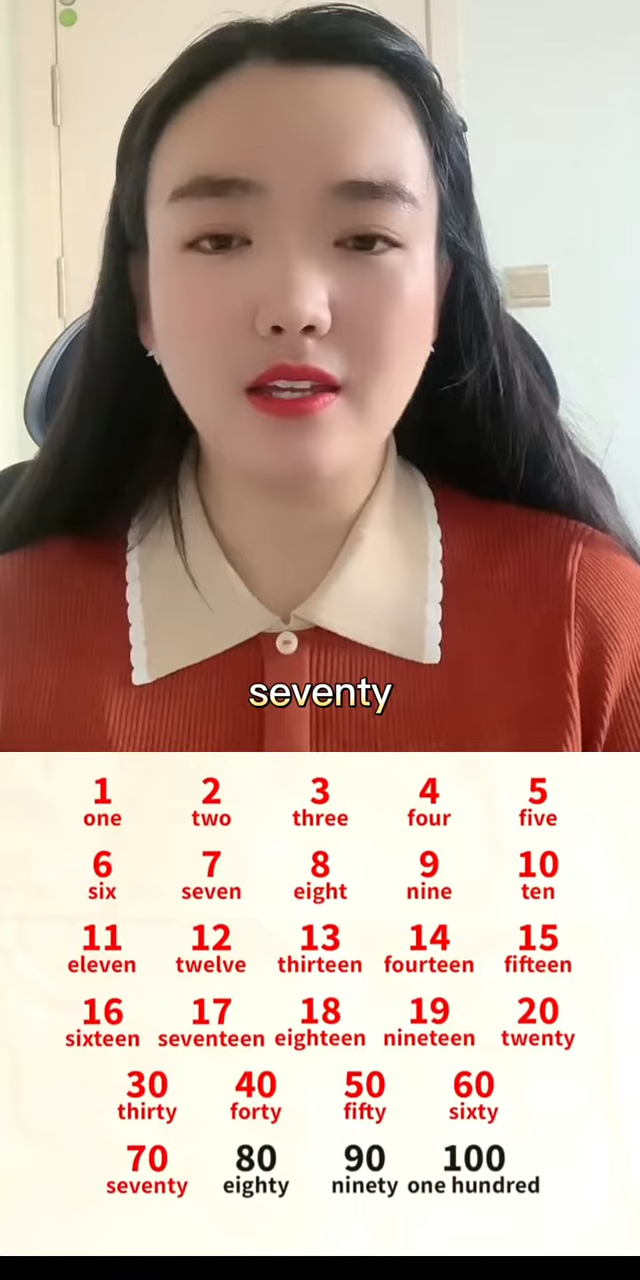 seventy
1 2 3 4 5
one two three four five
6 7 8 9 10
six seven eight nine ten
11 12 13 14 15
eleven twelve thirteen fourteen fifteen
16 17 18 19 20
sixteen seventeen eighteen nineteen twenty
30 40 50 60
thirty forty fifty sixty
70 80 90 100
seventy eighty ninety one hundred